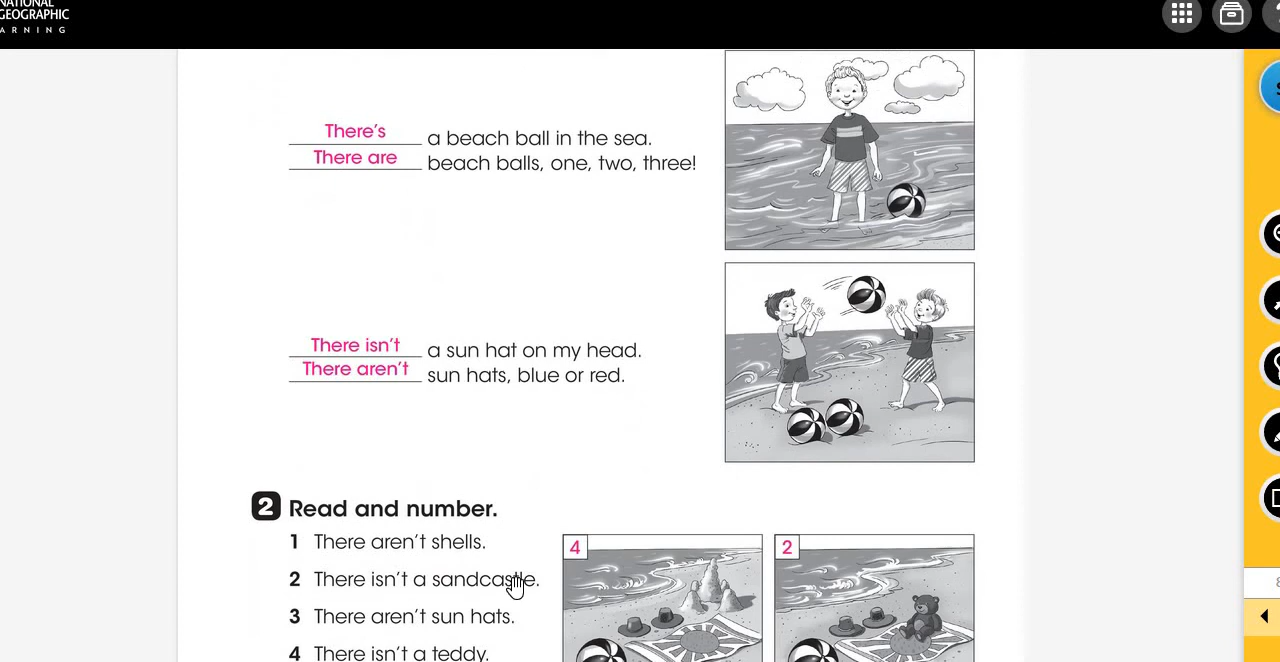 NATIONAL
GEOGRAPHIC
There's a beach ball in the sea.
There are beach balls, one, two, three!
There isn't a sun hat on my head.
There aren't sun hats, blue or red.
2 Read and number.
1 There aren't shells.
2 There isn't a sandcastle.
3 There aren't sun hats.
4 There isn't a teddy.
4
2